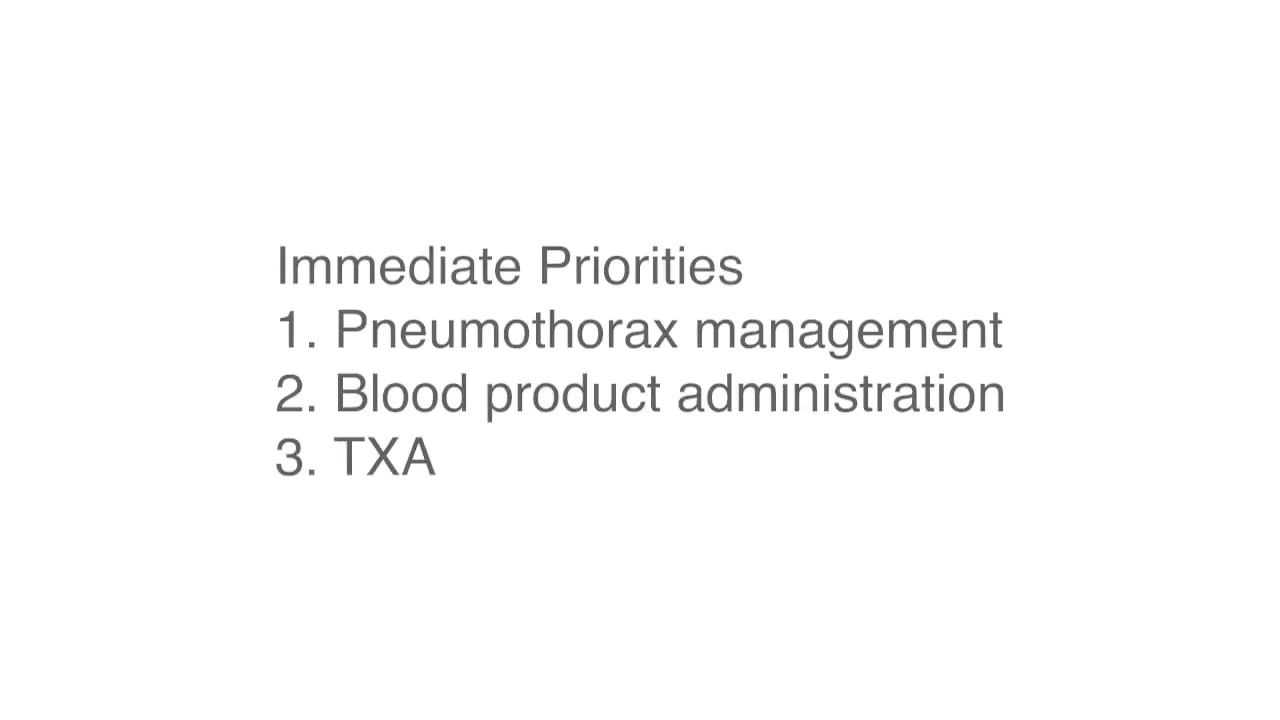 Immediate Priorities
1. Pneumothorax management
2. Blood product administration
3. TXA